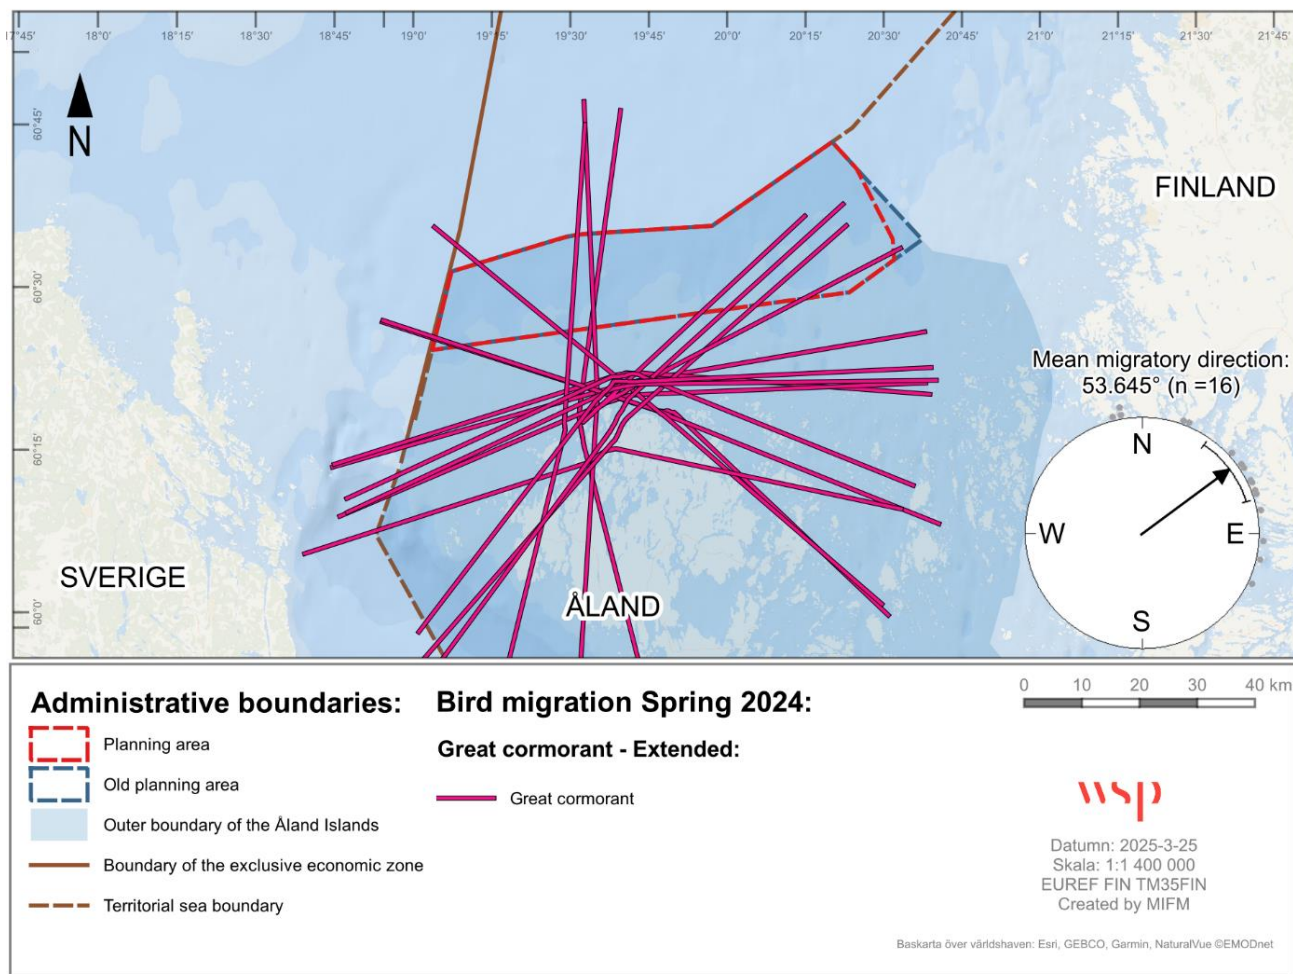 17°45'
18°0'
18°15'
18°30'
18°45'
19°0'
19°15'
19°30'
19°45'
20°0'
20°15'
20°30'
20°45'
21°0'
21°15'
21°30'
21°45'
60°45'
60°30'
60°15'
60°0'
N
FINLAND
SVERIGE
ÅLAND
Mean migratory direction:
53.645° (n =16)
N
W
E
S
Administrative boundaries:
Planning area
Old planning area
Outer boundary of the Åland Islands
Boundary of the exclusive economic zone
Territorial sea boundary
Bird migration Spring 2024:
Great cormorant - Extended:
Great cormorant
0 10 20 30 40 km
wsp
Datumn: 2025-3-25
Skala: 1:1 400 000
EUREF FIN TM35FIN
Created by MIFM
Baskarta över världshaven: Esri, GEBCO, Garmin, NaturalVue ©EMODnet